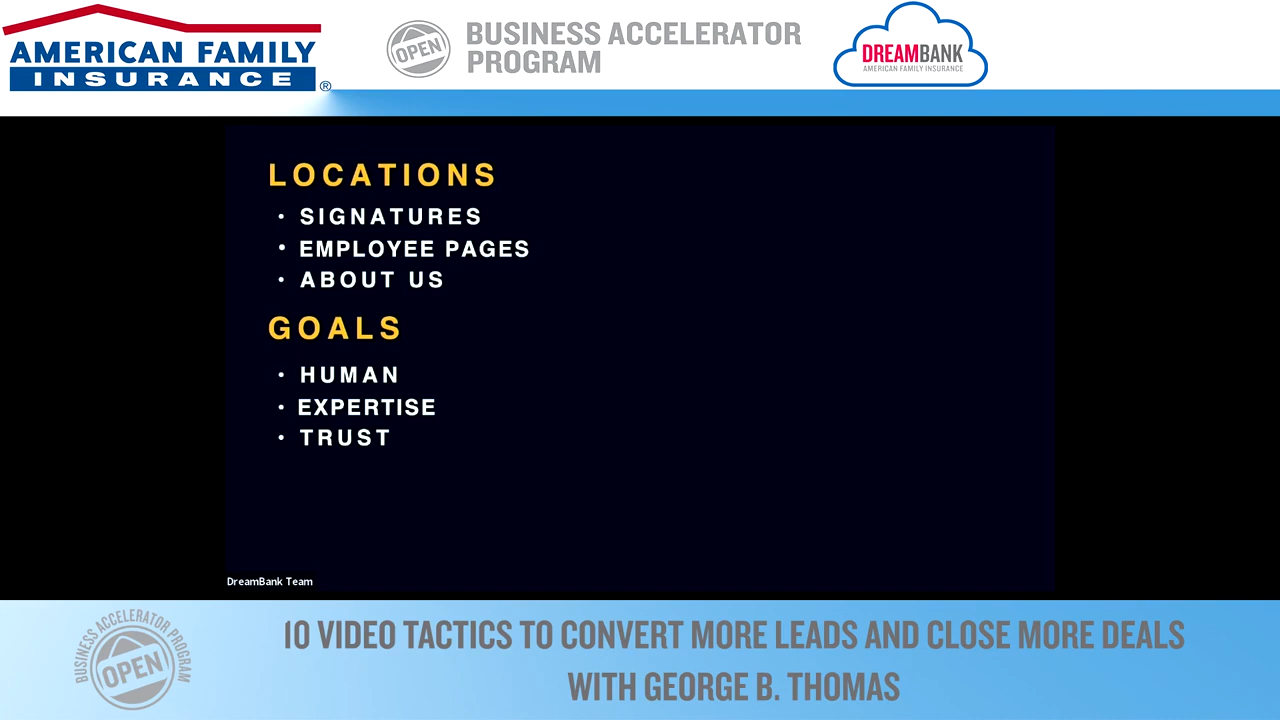 AMERICAN FAMILY
INSURANCE ®
OPEN
BUSINESS ACCELERATOR
PROGRAM
DREAMBANK
AMERICAN FAMILY INSURANCE
LOCATIONS
• SIGNATURES
• EMPLOYEE PAGES
• ABOUT US
GOALS
• HUMAN
• EXPERTISE
• TRUST
DreamBank Team
BUSINESS ACCELERATOR PROGRAM
OPEN
10 VIDEO TACTICS TO CONVERT MORE LEADS AND CLOSE MORE DEALS
WITH GEORGE B. THOMAS